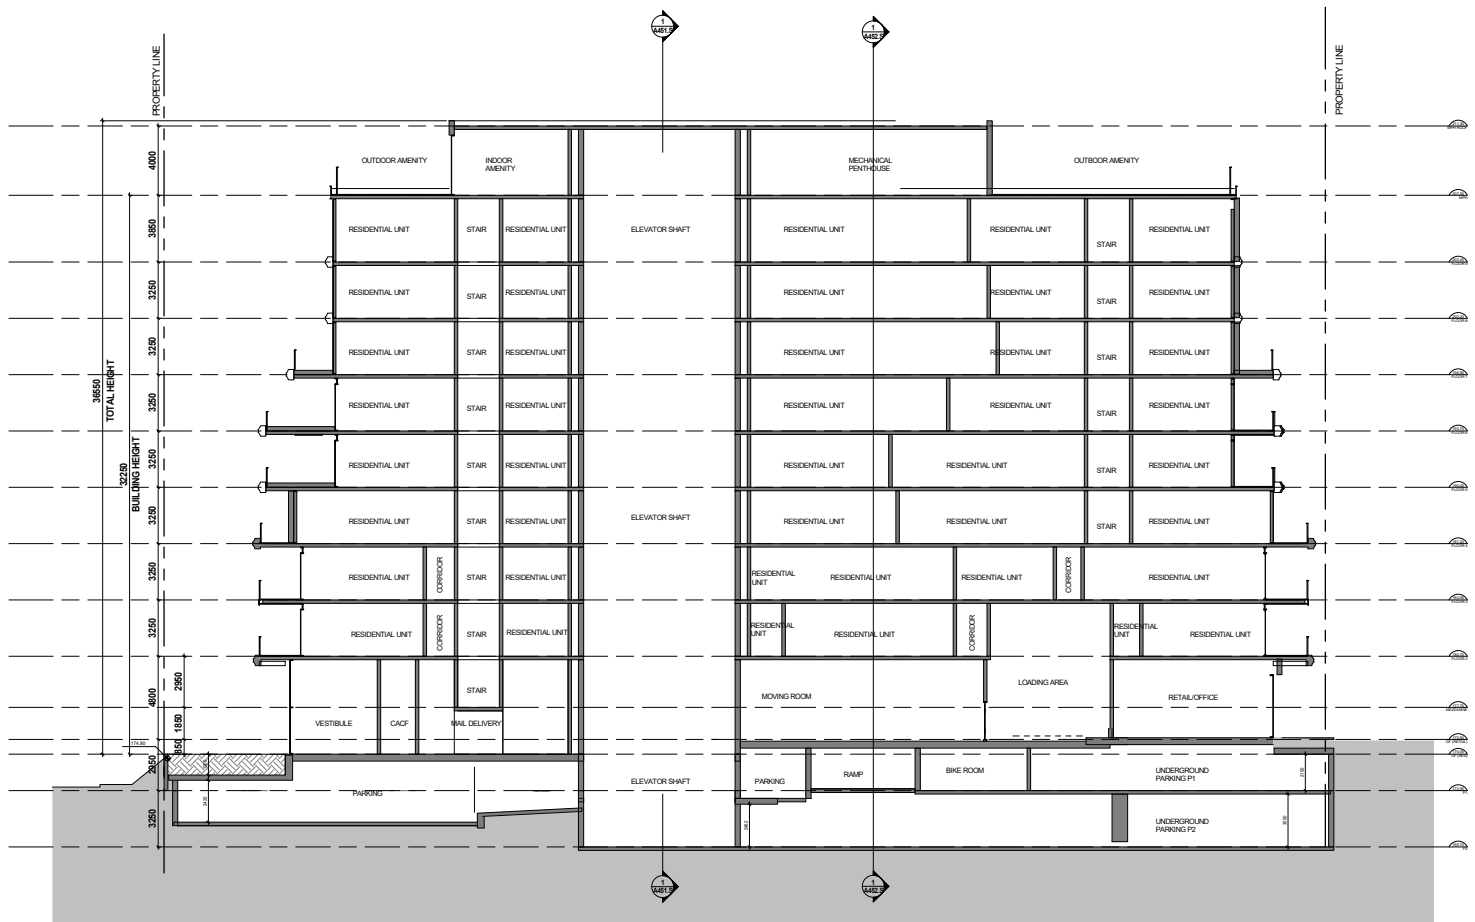 1
A451.S
1
A452.S
PROPERTY LINE
PROPERTY LINE
OUTDOOR AMENITY
INDOOR
AMENITY
MECHANICAL
PENTHOUSE
OUTBOOR AMENITY
4000
RESIDENTIAL UNIT
STAIR
RESIDENTIAL UNIT
ELEVATOR SHAFT
RESIDENTIAL UNIT
RESIDENTIAL UNIT
STAIR
RESIDENTIAL UNIT
3850
RESIDENTIAL UNIT
STAIR
RESIDENTIAL UNIT
RESIDENTIAL UNIT
RESIDENTIAL UNIT
STAIR
RESIDENTIAL UNIT
3250
RESIDENTIAL UNIT
STAIR
RESIDENTIAL UNIT
RESIDENTIAL UNIT
RESIDENTIAL UNIT
STAIR
RESIDENTIAL UNIT
3250
36550
TOTAL HEIGHT
RESIDENTIAL UNIT
STAIR
RESIDENTIAL UNIT
RESIDENTIAL UNIT
RESIDENTIAL UNIT
STAIR
RESIDENTIAL UNIT
3250
32250
BUILDING HEIGHT
RESIDENTIAL UNIT
STAIR
RESIDENTIAL UNIT
RESIDENTIAL UNIT
RESIDENTIAL UNIT
STAIR
RESIDENTIAL UNIT
3250
RESIDENTIAL UNIT
STAIR
RESIDENTIAL UNIT
ELEVATOR SHAFT
RESIDENTIAL UNIT
RESIDENTIAL UNIT
STAIR
RESIDENTIAL UNIT
3250
RESIDENTIAL UNIT
CORRIDOR
STAIR
RESIDENTIAL UNIT
RESIDENTIAL
UNIT
RESIDENTIAL UNIT
RESIDENTIAL UNIT
CORRIDOR
RESIDENTIAL UNIT
3250
RESIDENTIAL UNIT
CORRIDOR
STAIR
RESIDENTIAL UNIT
RESIDENTIAL
UNIT
RESIDENTIAL UNIT
CORRIDOR
RESIDENTIAL
UNIT
RESIDENTIAL UNIT
3250
LOADING AREA
STAIR
MOVING ROOM
RETAIL/OFFICE
4800
2950
1850
850
VESTIBULE
CACF
MAIL DELIVERY
174.80
2950
PARKING
ELEVATOR SHAFT
PARKING
RAMP
BIKE ROOM
UNDERGROUND
PARKING P1
3250
UNDERGROUND
PARKING P2
1
A451.S
1
A452.S